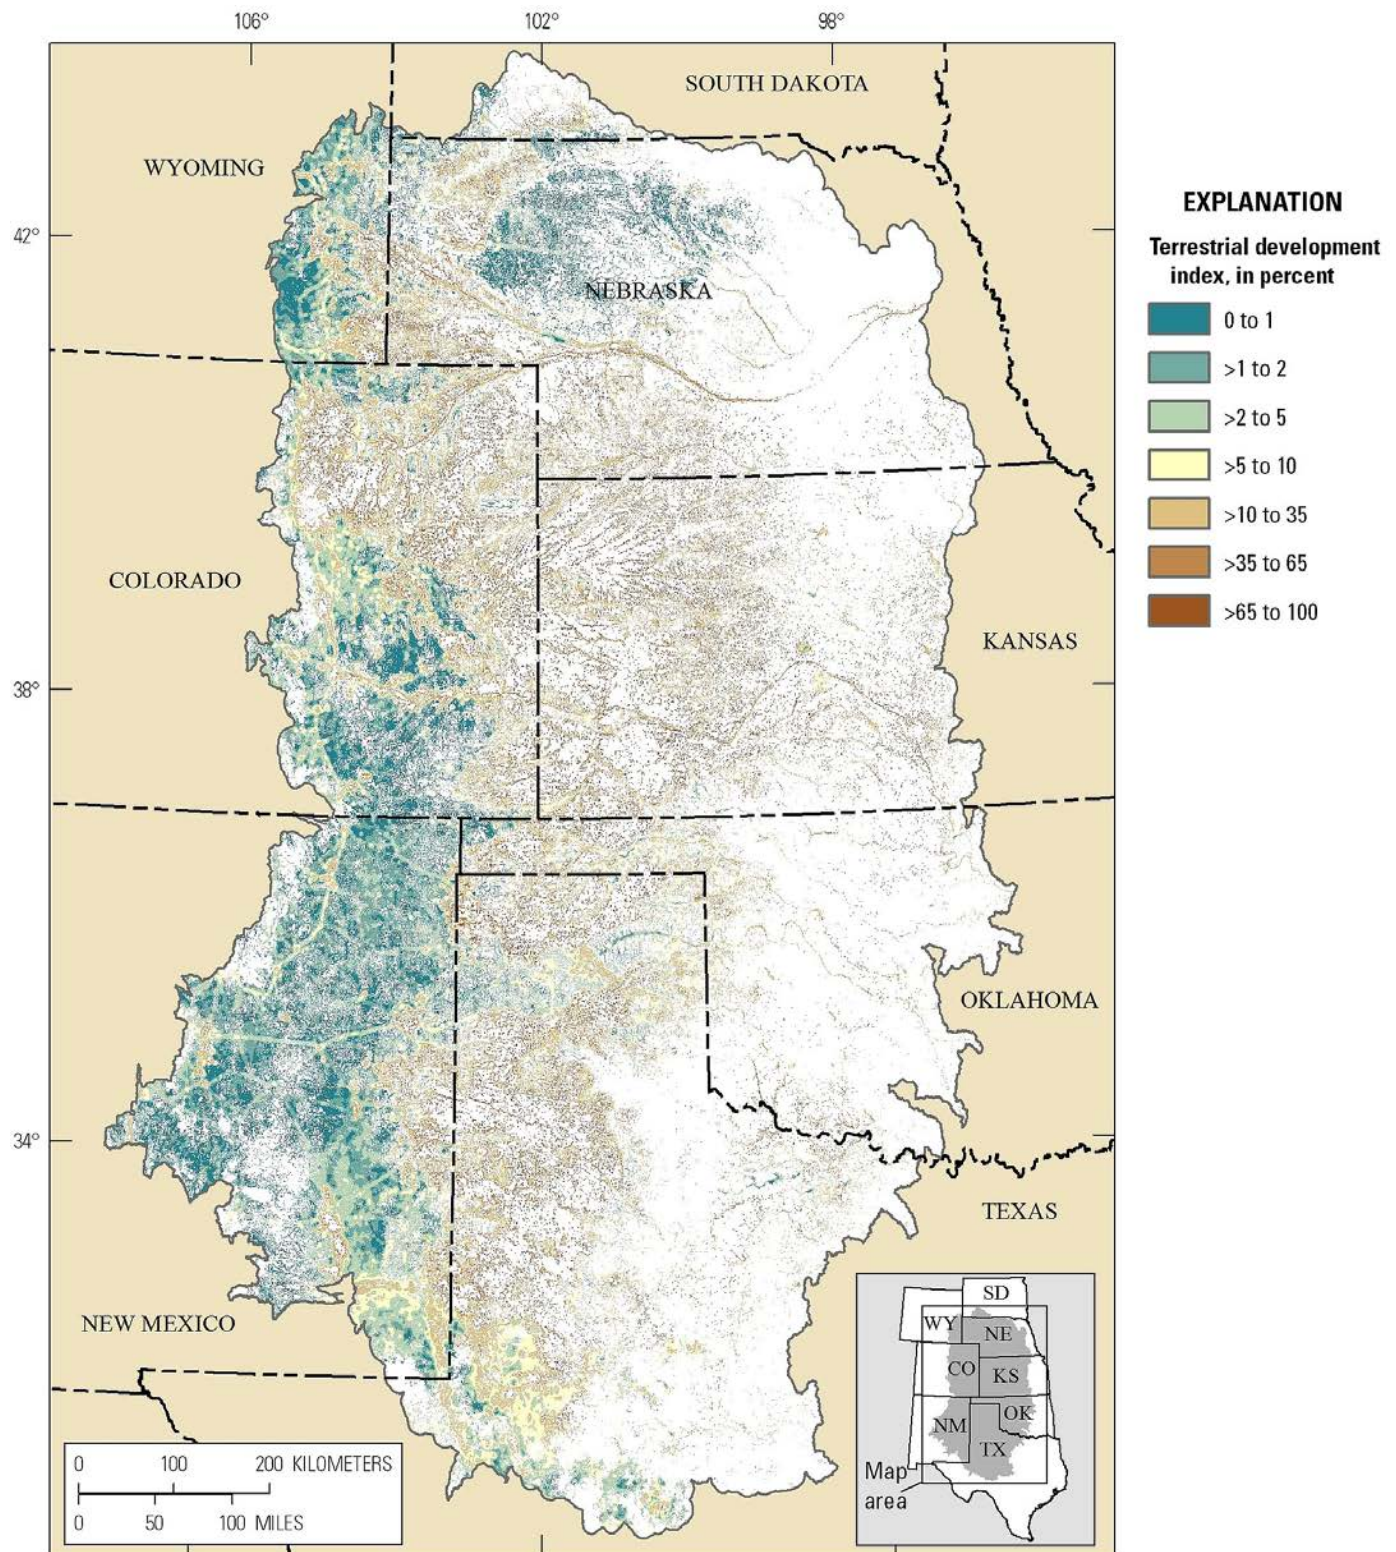 106°
102°
98°
SOUTH DAKOTA
WYOMING
42°
NEBRASKA
COLORADO
38°
KANSAS
OKLAHOMA
34°
TEXAS
NEW MEXICO
EXPLANATION
Terrestrial development
index, in percent
0 to 1
>1 to 2
>2 to 5
>5 to 10
>10 to 35
>35 to 65
>65 to 100
0 100 200 KILOMETERS
0 50 100 MILES
SD
WY
NE
CO
KS
NM
OK
TX
Map
area